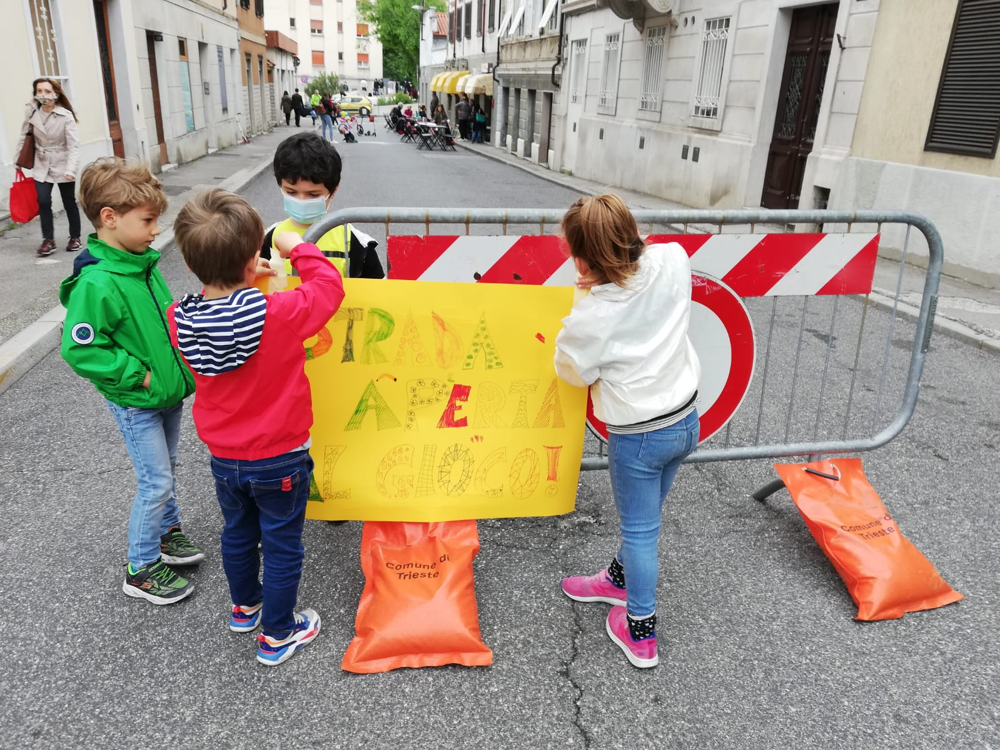 STRADA
APERTA
AL GIOCO!
Comune di
Trieste
Comune di
Trieste